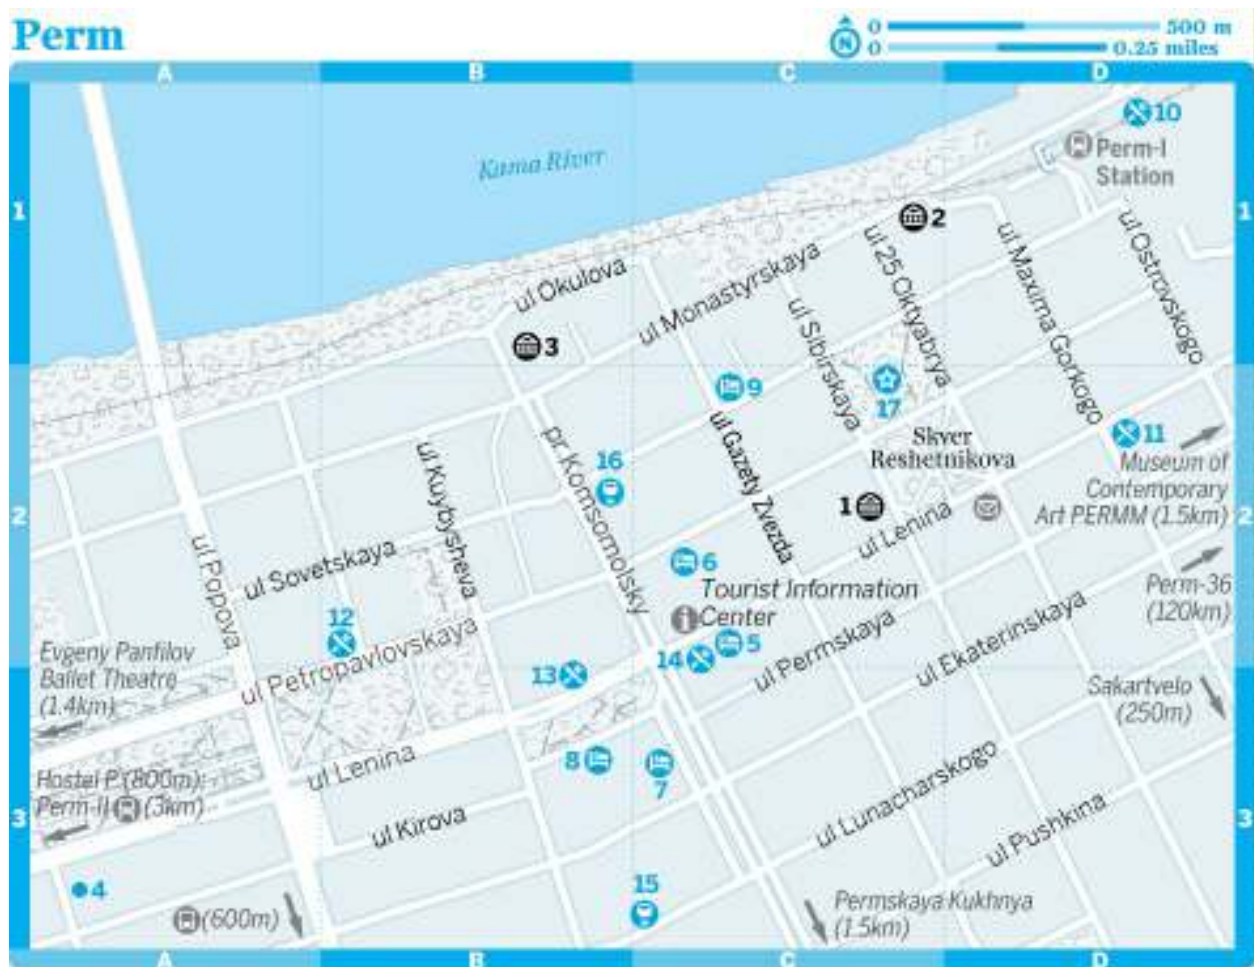 Perm
0 500 m
N
0 0.25 miles
A B C D
Kama River
10
Perm-I
Station
1 1
2
ul Okulova
ul Monastyrskaya
ul 25 Oktyabrya
ul Maxima Gorkogo
ul Ostrovskogo
ul Sibirskaya
3
9
17
ul Gazety Zvezda
Skver
Reshetnikova
11
Museum of
Contemporary
Art PERMM (1.5km)
pr Komsomolsky
16
ul Kuybysheva
1
ul Lenina
2 2
ul Popova
ul Sovetskaya
6
Tourist Information
Center
Perm-36
(120km)
12
ul Petropavlovskaya
5
14
13
ul Permskaya
ul Ekaterinskaya
Evgeny Panfilov
Ballet Theatre
(1.4km)
Sakartvelo
(250m)
8
7
ul Lenina
Hostel P (800m);
Perm-II (3km)
ul Kirova
ul Lunacharskogo
ul Pushkina
3 3
4
(600m)
15
Permskaya Kukhnya
(1.5km)
A B C D